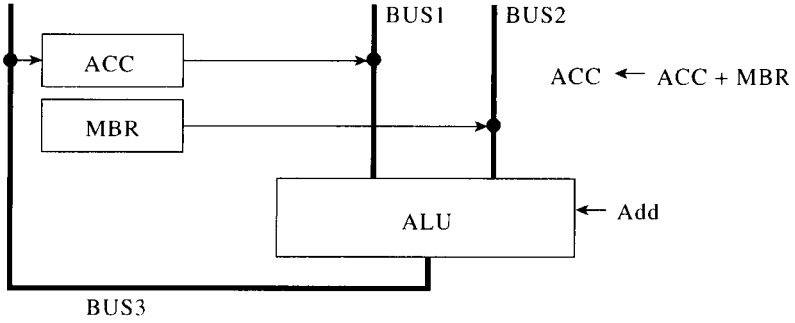 BUS1
BUS2
ACC
ACC ← ACC + MBR
MBR
ALU
Add
BUS3